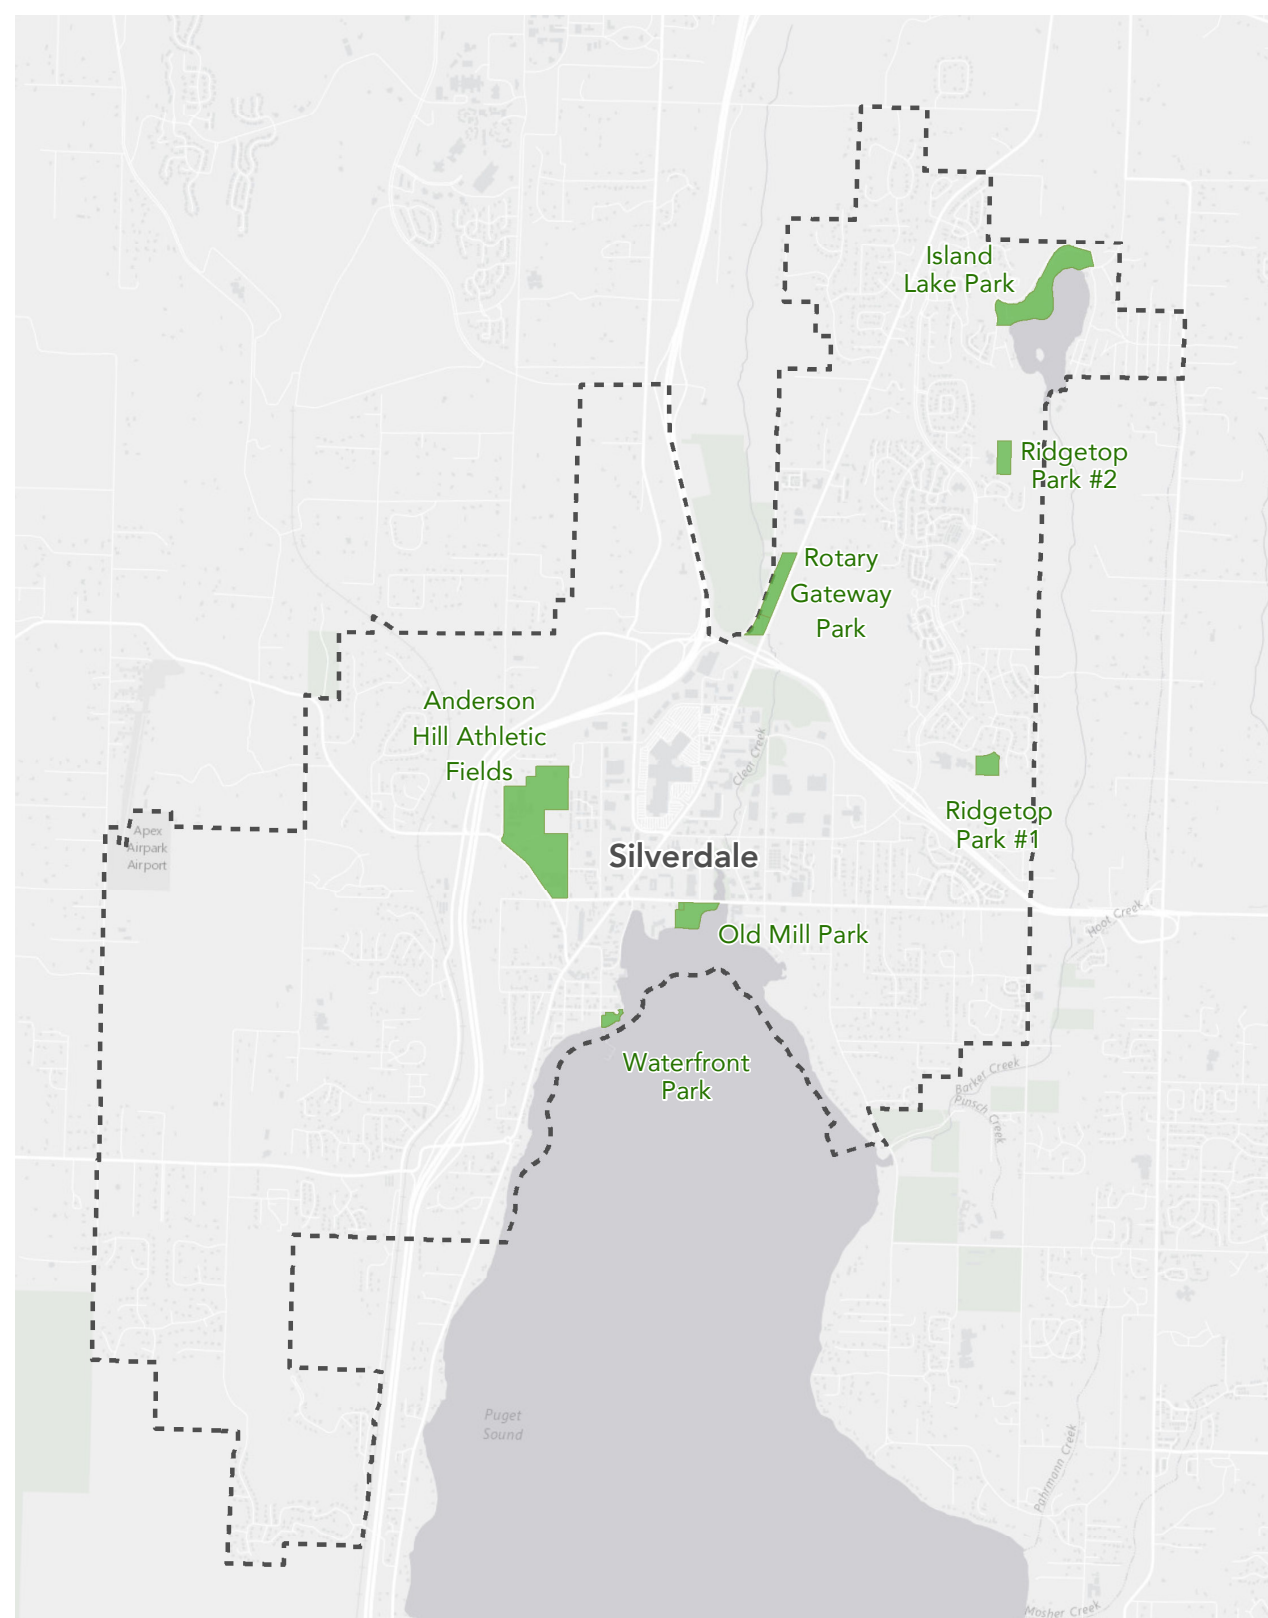 Island
Lake Park
Ridgetop
Park #2
Rotary
Gateway
Park
Anderson
Hill Athletic
Fields
Clear Creek
Ridgetop
Park #1
Apex
Airpark
Airport
Silverdale
Hoot Creek
Old Mill Park
Waterfront
Park
Barker Creek
Pinsch Creek
Puget
Sound
Pahrmann Creek
Mosher Creek